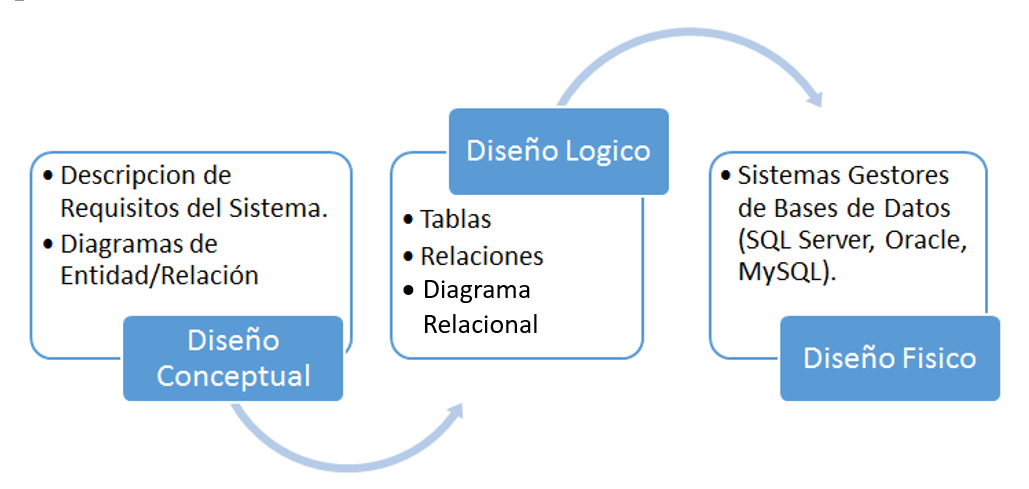 • Descripcion de
Requisitos del Sistema.
• Diagramas de
Entidad/Relación
Diseño
Conceptual
Diseño Logico
• Tablas
• Relaciones
• Diagrama
Relacional
• Sistemas Gestores
de Bases de Datos
(SQL Server, Oracle,
MySQL).
Diseño Fisico